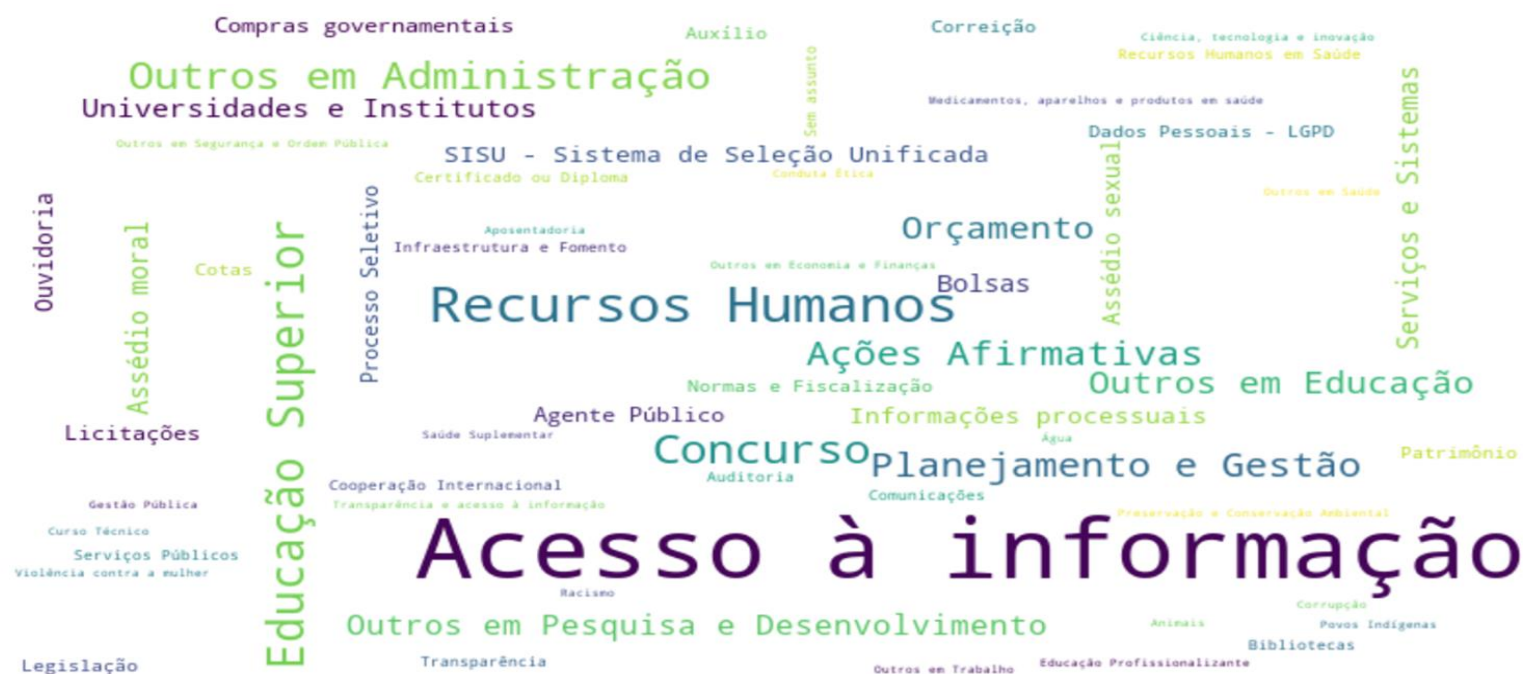 Compras governamentais
Auxílio
Correição
Ciência, tecnologia e inovação
Recursos Humanos em Saúde
Outros em Administração
Sem assunto
Universidades e Institutos
Medicamentos, aparelhos e produtos em saúde
Serviços e Sistemas
Dados Pessoais - LGPD
Outros em Segurança e Ordem Pública
SISU - Sistema de Seleção Unificada
Certificado ou Diploma
Conduta Ética
Assédio sexual
Outros em Saúde
Ouvidoria
Assédio moral
Educação Superior
Processo Seletivo
Aposentadoria
Orçamento
Infraestrutura e Fomento
Cotas
Outros em Economia e Finanças
Bolsas
Recursos Humanos
Ações Afirmativas
Normas e Fiscalização
Outros em Educação
Agente Público
Informações processuais
Licitações
Saúde Suplementar
Água
Concurso
Patrimônio
Planejamento e Gestão
Auditoria
Cooperação Internacional
Comunicações
Gestão Pública
Transparência e acesso à informação
Preservação e Conservação Ambiental
Curso Técnico
Acesso à informação
Serviços Públicos
Violência contra a mulher
Racismo
Corrupção
Outros em Pesquisa e Desenvolvimento
Animais
Povos Indígenas
Bibliotecas
Legislação
Transparência
Outros em Trabalho
Educação Profissionalizante